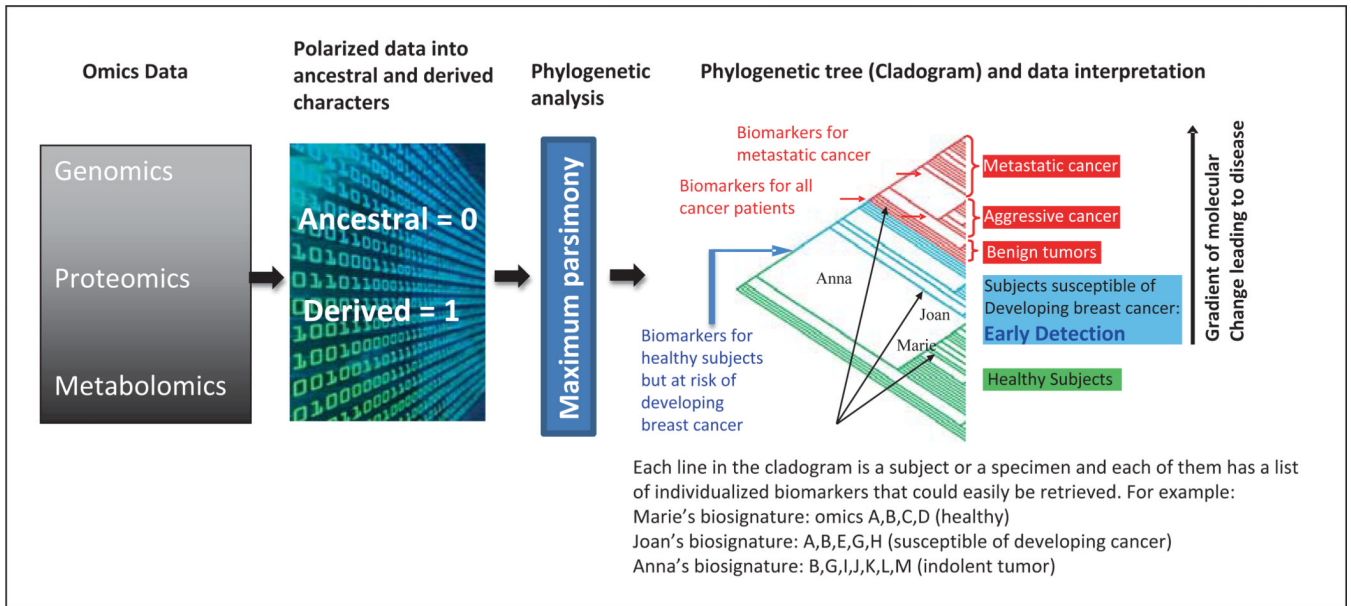 Omics Data
Genomics
Proteomics
Metabolomics
Polarized data into
ancestral and derived
characters
Ancestral = 0
Derived = 1
Phylogenetic
analysis
Maximum parsimony
Phylogenetic tree (Cladogram) and data interpretation
Biomarkers for
metastatic cancer
Biomarkers for all
cancer patients
Biomarkers for
healthy subjects
but at risk of
developing
breast cancer
Anna
Joan
Marie
Metastatic cancer
Aggressive cancer
Benign tumors
Subjects susceptible of
Developing breast cancer:
Early Detection
Healthy Subjects
Gradient of molecular
Change leading to disease
Each line in the cladogram is a subject or a specimen and each of them has a list
of individualized biomarkers that could easily be retrieved. For example:
Marie's biosignature: omics A,B,C,D (healthy)
Joan's biosignature: A,B,E,G,H (susceptible of developing cancer)
Anna's biosignature: B,G,I,J,K,L,M (indolent tumor)